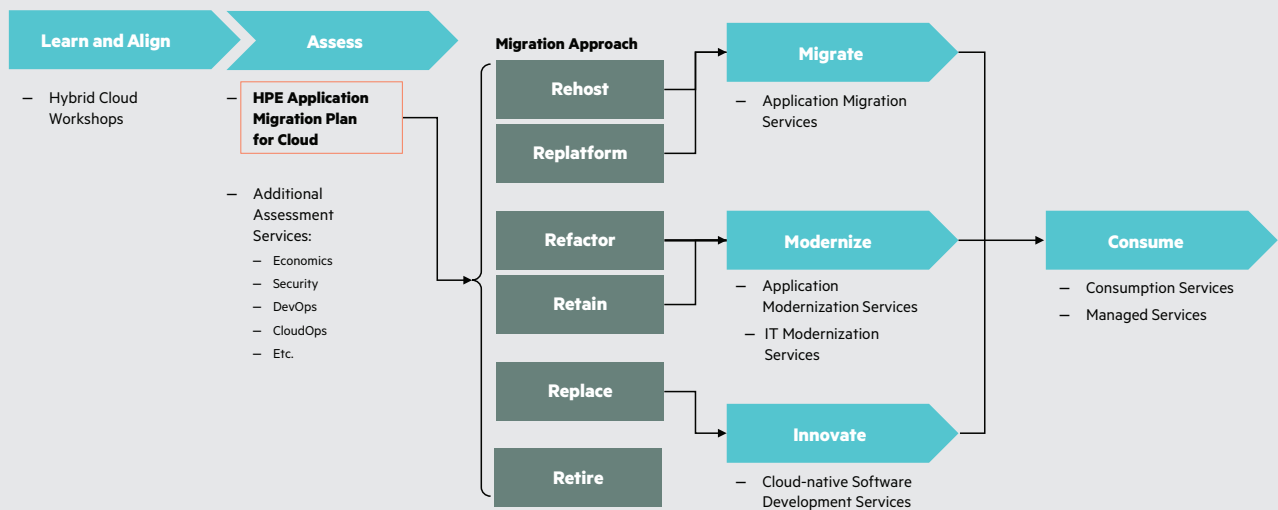 Learn and Align
– Hybrid Cloud
Workshops
Assess
– HPE Application
Migration Plan
for Cloud
– Additional
Assessment
Services:
– Economics
– Security
– DevOps
– CloudOps
– Etc.
Migration Approach
Rehost
Replatform
Refactor
Retain
Replace
Retire
Migrate
– Application Migration
Services
Modernize
– Application
Modernization Services
– IT Modernization
Services
Innovate
– Cloud-native Software
Development Services
Consume
– Consumption Services
– Managed Services